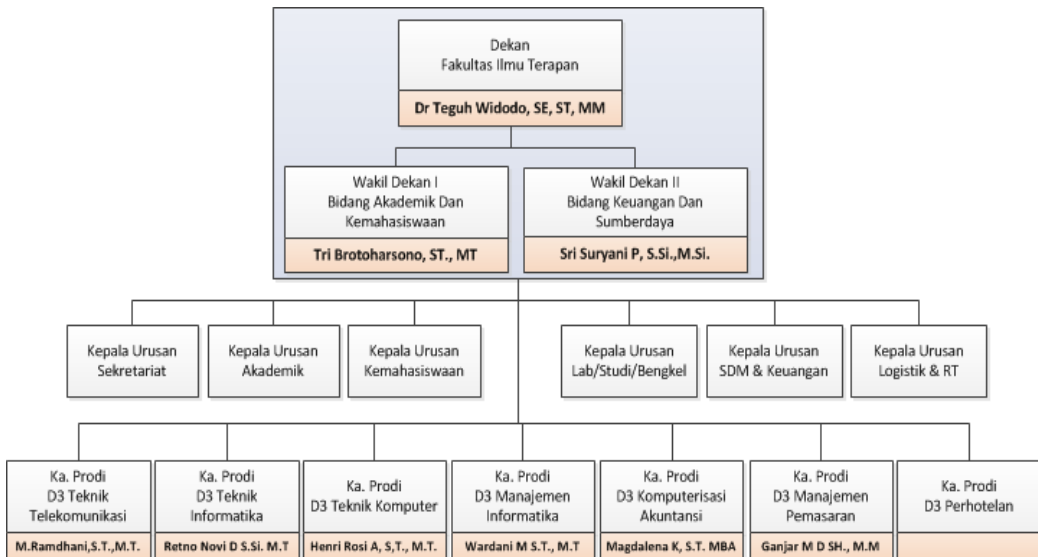 Dekan
Fakultas Ilmu Terapan
Dr Teguh Widodo, SE, ST, MM
Wakil Dekan I
Bidang Akademik Dan
Kemahasiswaan
Tri Brotoharsono, ST., MT
Wakil Dekan II
Bidang Keuangan Dan
Sumberdaya
Sri Suryani P, S.Si.,M.Si.
Kepala Urusan
Sekretariat
Kepala Urusan
Akademik
Kepala Urusan
Kemahasiswaan
Kepala Urusan
Lab/Studi/Bengkel
Kepala Urusan
SDM & Keuangan
Kepala Urusan
Logistik & RT
Ka. Prodi
D3 Teknik
Telekomunikasi
M.Ramdhani,S.T.,M.T.
Ka. Prodi
D3 Teknik
Informatika
Retno Novi D S.Si. M.T
Ka. Prodi
D3 Teknik Komputer
Henri Rosi A, S,T., M.T.
Ka. Prodi
D3 Manajemen
Informatika
Wardani M S.T., M.T
Ka. Prodi
D3 Komputerisasi
Akuntansi
Magdalena K, S.T. MBA
Ka. Prodi
D3 Manajemen
Pemasaran
Ganjar M D SH., M.M
Ka. Prodi
D3 Perhotelan